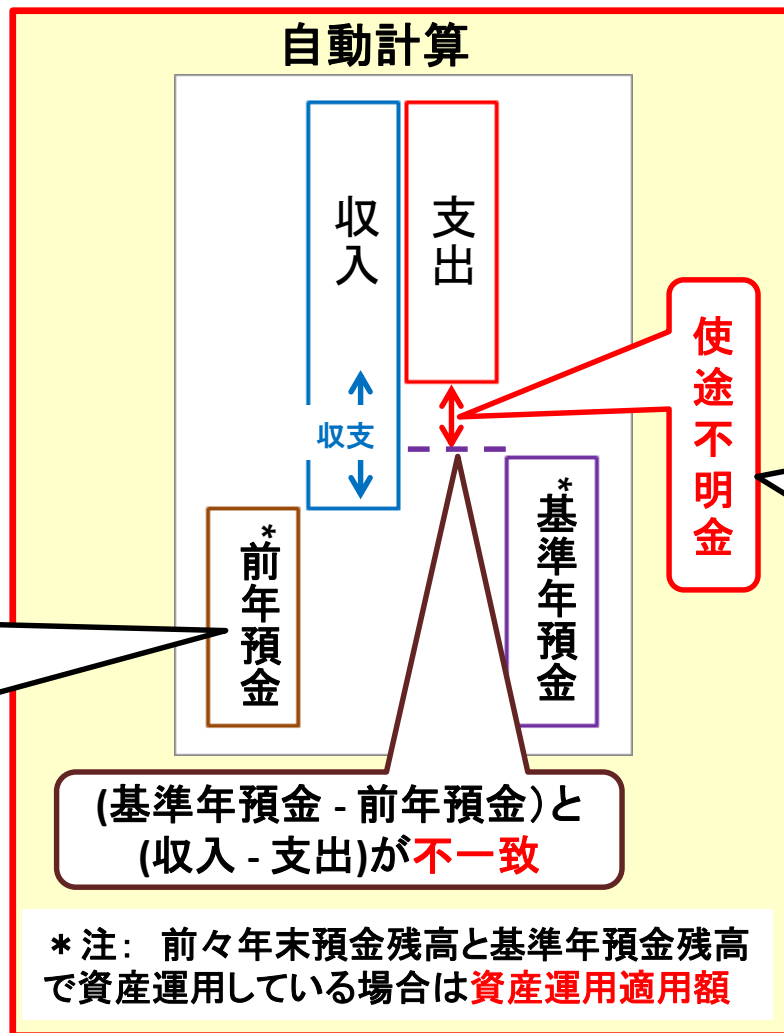 自動計算
収入
支出
収支
使途不明金
*前年預金
*基準年預金
(基準年預金 - 前年預金)と
(収入 - 支出)が不一致
*注: 前々年末預金残高と基準年預金残高
で資産運用している場合は資産運用適用額